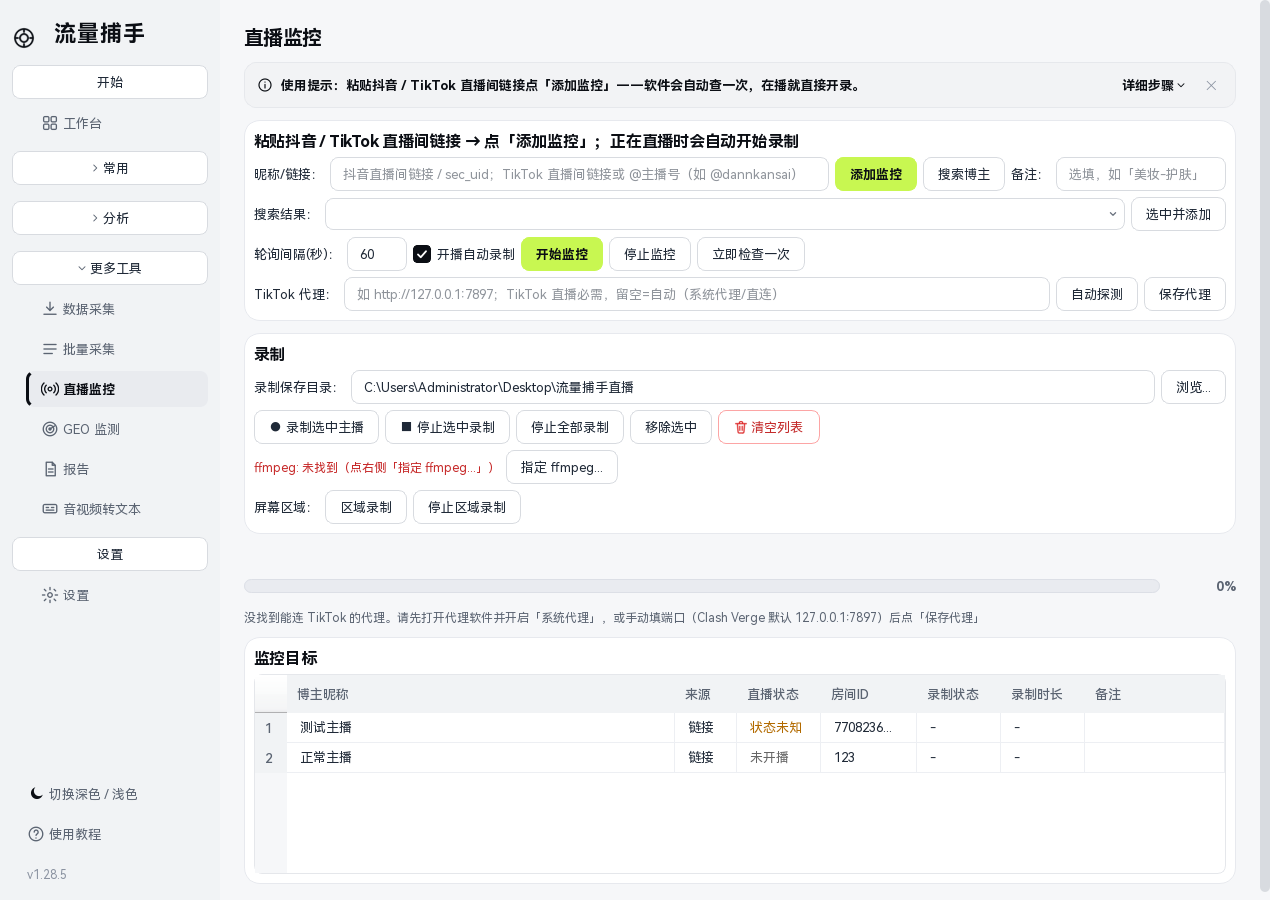 流量捕手
开始
工作台
常用
分析
更多工具
数据采集
批量采集
直播监控
GEO 监测
报告
音视频转文本
设置
设置
切换深色 / 浅色
使用教程
v1.28.5
直播监控
使用提示：粘贴抖音 / TikTok 直播间链接点「添加监控」——软件会自动查一次，在播就直接开录。 详细步骤
粘贴抖音 / TikTok 直播间链接 → 点「添加监控」；正在直播时会自动开始录制
昵称/链接： 抖音直播间链接 / sec_uid；TikTok 直播间链接或 @主播号（如 @dannkansai） 添加监控 搜索博主 备注： 选填，如「美妆-护肤」
搜索结果： 选中并添加
轮询间隔(秒)： 60 开播自动录制 开始监控 停止监控 立即检查一次
TikTok 代理： 如 http://127.0.0.1:7897；TikTok 直播必需，留空=自动（系统代理/直连） 自动探测 保存代理
录制
录制保存目录： C:\Users\Administrator\Desktop\流量捕手直播 浏览...
● 录制选中主播 ■ 停止选中录制 停止全部录制 移除选中 清空列表
ffmpeg: 未找到（点右侧「指定 ffmpeg...」） 指定 ffmpeg...
屏幕区域： 区域录制 停止区域录制
0%
没找到能连 TikTok 的代理。请先打开代理软件并开启「系统代理」，或手动填端口（Clash Verge 默认 127.0.0.1:7897）后点「保存代理」
监控目标
博主昵称 来源 直播状态 房间ID 录制状态 录制时长 备注
1 测试主播 链接 状态未知 7708236... - -
2 正常主播 链接 未开播 123 - -